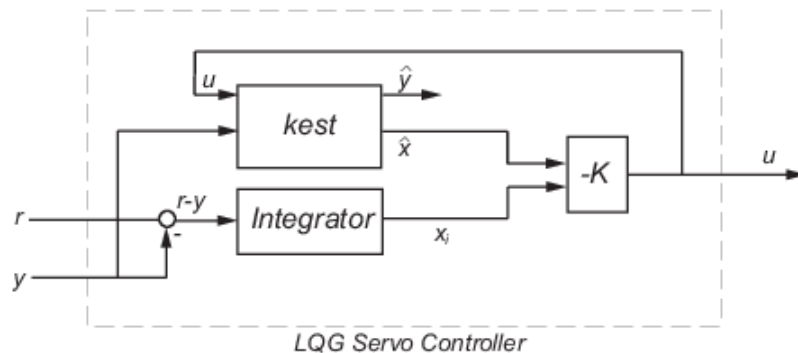 u
ŷ
kest
x̂
-K
u
r-y
r
-
Integrator
xᵢ
y
LQG Servo Controller